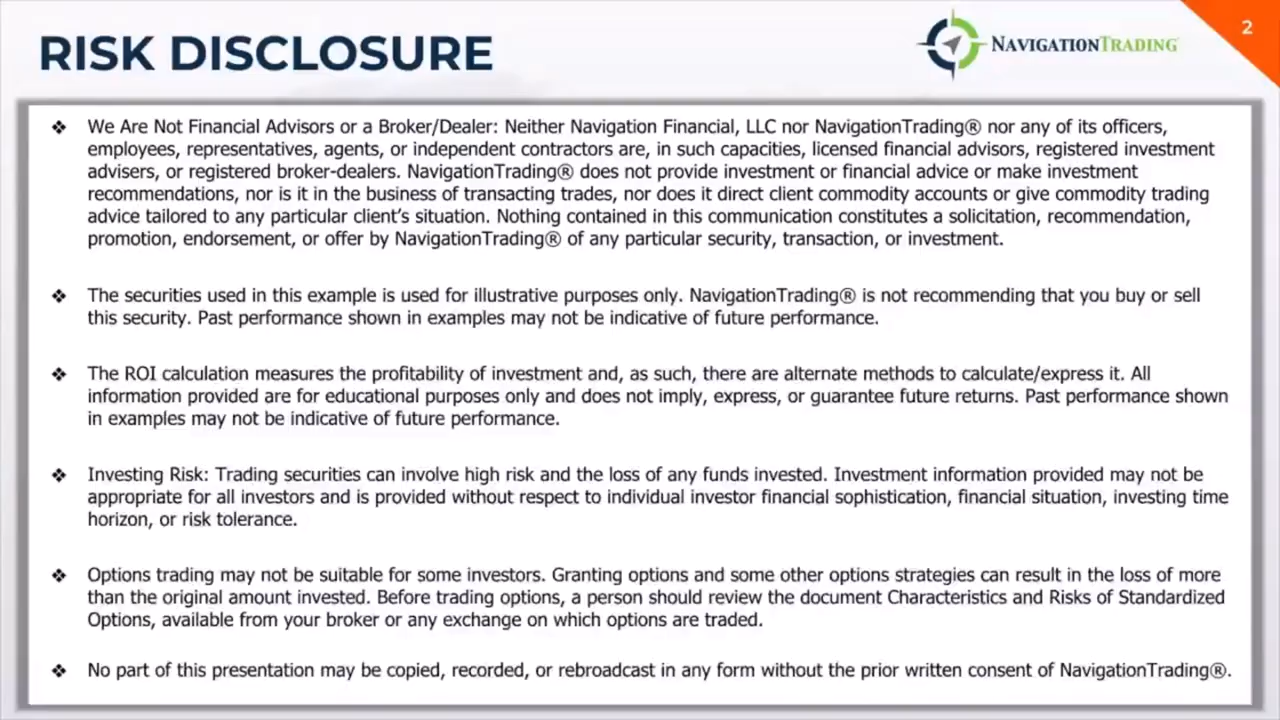 RISK DISCLOSURE
NAVIGATIONTRADING
2
❖ We Are Not Financial Advisors or a Broker/Dealer: Neither Navigation Financial, LLC nor NavigationTrading® nor any of its officers,
employees, representatives, agents, or independent contractors are, in such capacities, licensed financial advisors, registered investment
advisers, or registered broker-dealers. NavigationTrading® does not provide investment or financial advice or make investment
recommendations, nor is it in the business of transacting trades, nor does it direct client commodity accounts or give commodity trading
advice tailored to any particular client’s situation. Nothing contained in this communication constitutes a solicitation, recommendation,
promotion, endorsement, or offer by NavigationTrading® of any particular security, transaction, or investment.
❖ The securities used in this example is used for illustrative purposes only. NavigationTrading® is not recommending that you buy or sell
this security. Past performance shown in examples may not be indicative of future performance.
❖ The ROI calculation measures the profitability of investment and, as such, there are alternate methods to calculate/express it. All
information provided are for educational purposes only and does not imply, express, or guarantee future returns. Past performance shown
in examples may not be indicative of future performance.
❖ Investing Risk: Trading securities can involve high risk and the loss of any funds invested. Investment information provided may not be
appropriate for all investors and is provided without respect to individual investor financial sophistication, financial situation, investing time
horizon, or risk tolerance.
❖ Options trading may not be suitable for some investors. Granting options and some other options strategies can result in the loss of more
than the original amount invested. Before trading options, a person should review the document Characteristics and Risks of Standardized
Options, available from your broker or any exchange on which options are traded.
❖ No part of this presentation may be copied, recorded, or rebroadcast in any form without the prior written consent of NavigationTrading®.